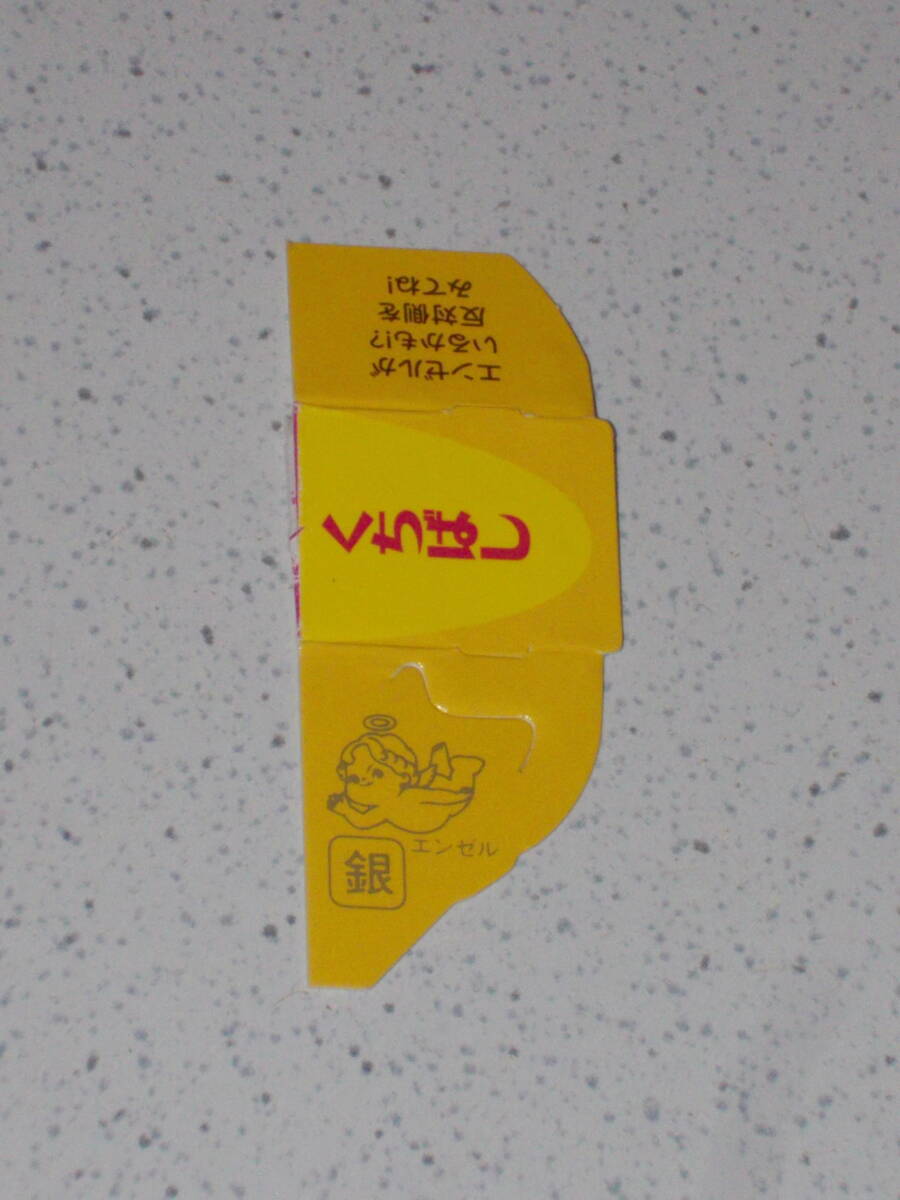 エンゼルが
いるかも!?
反対側を
みてね!
くちばし
エンゼル
銀